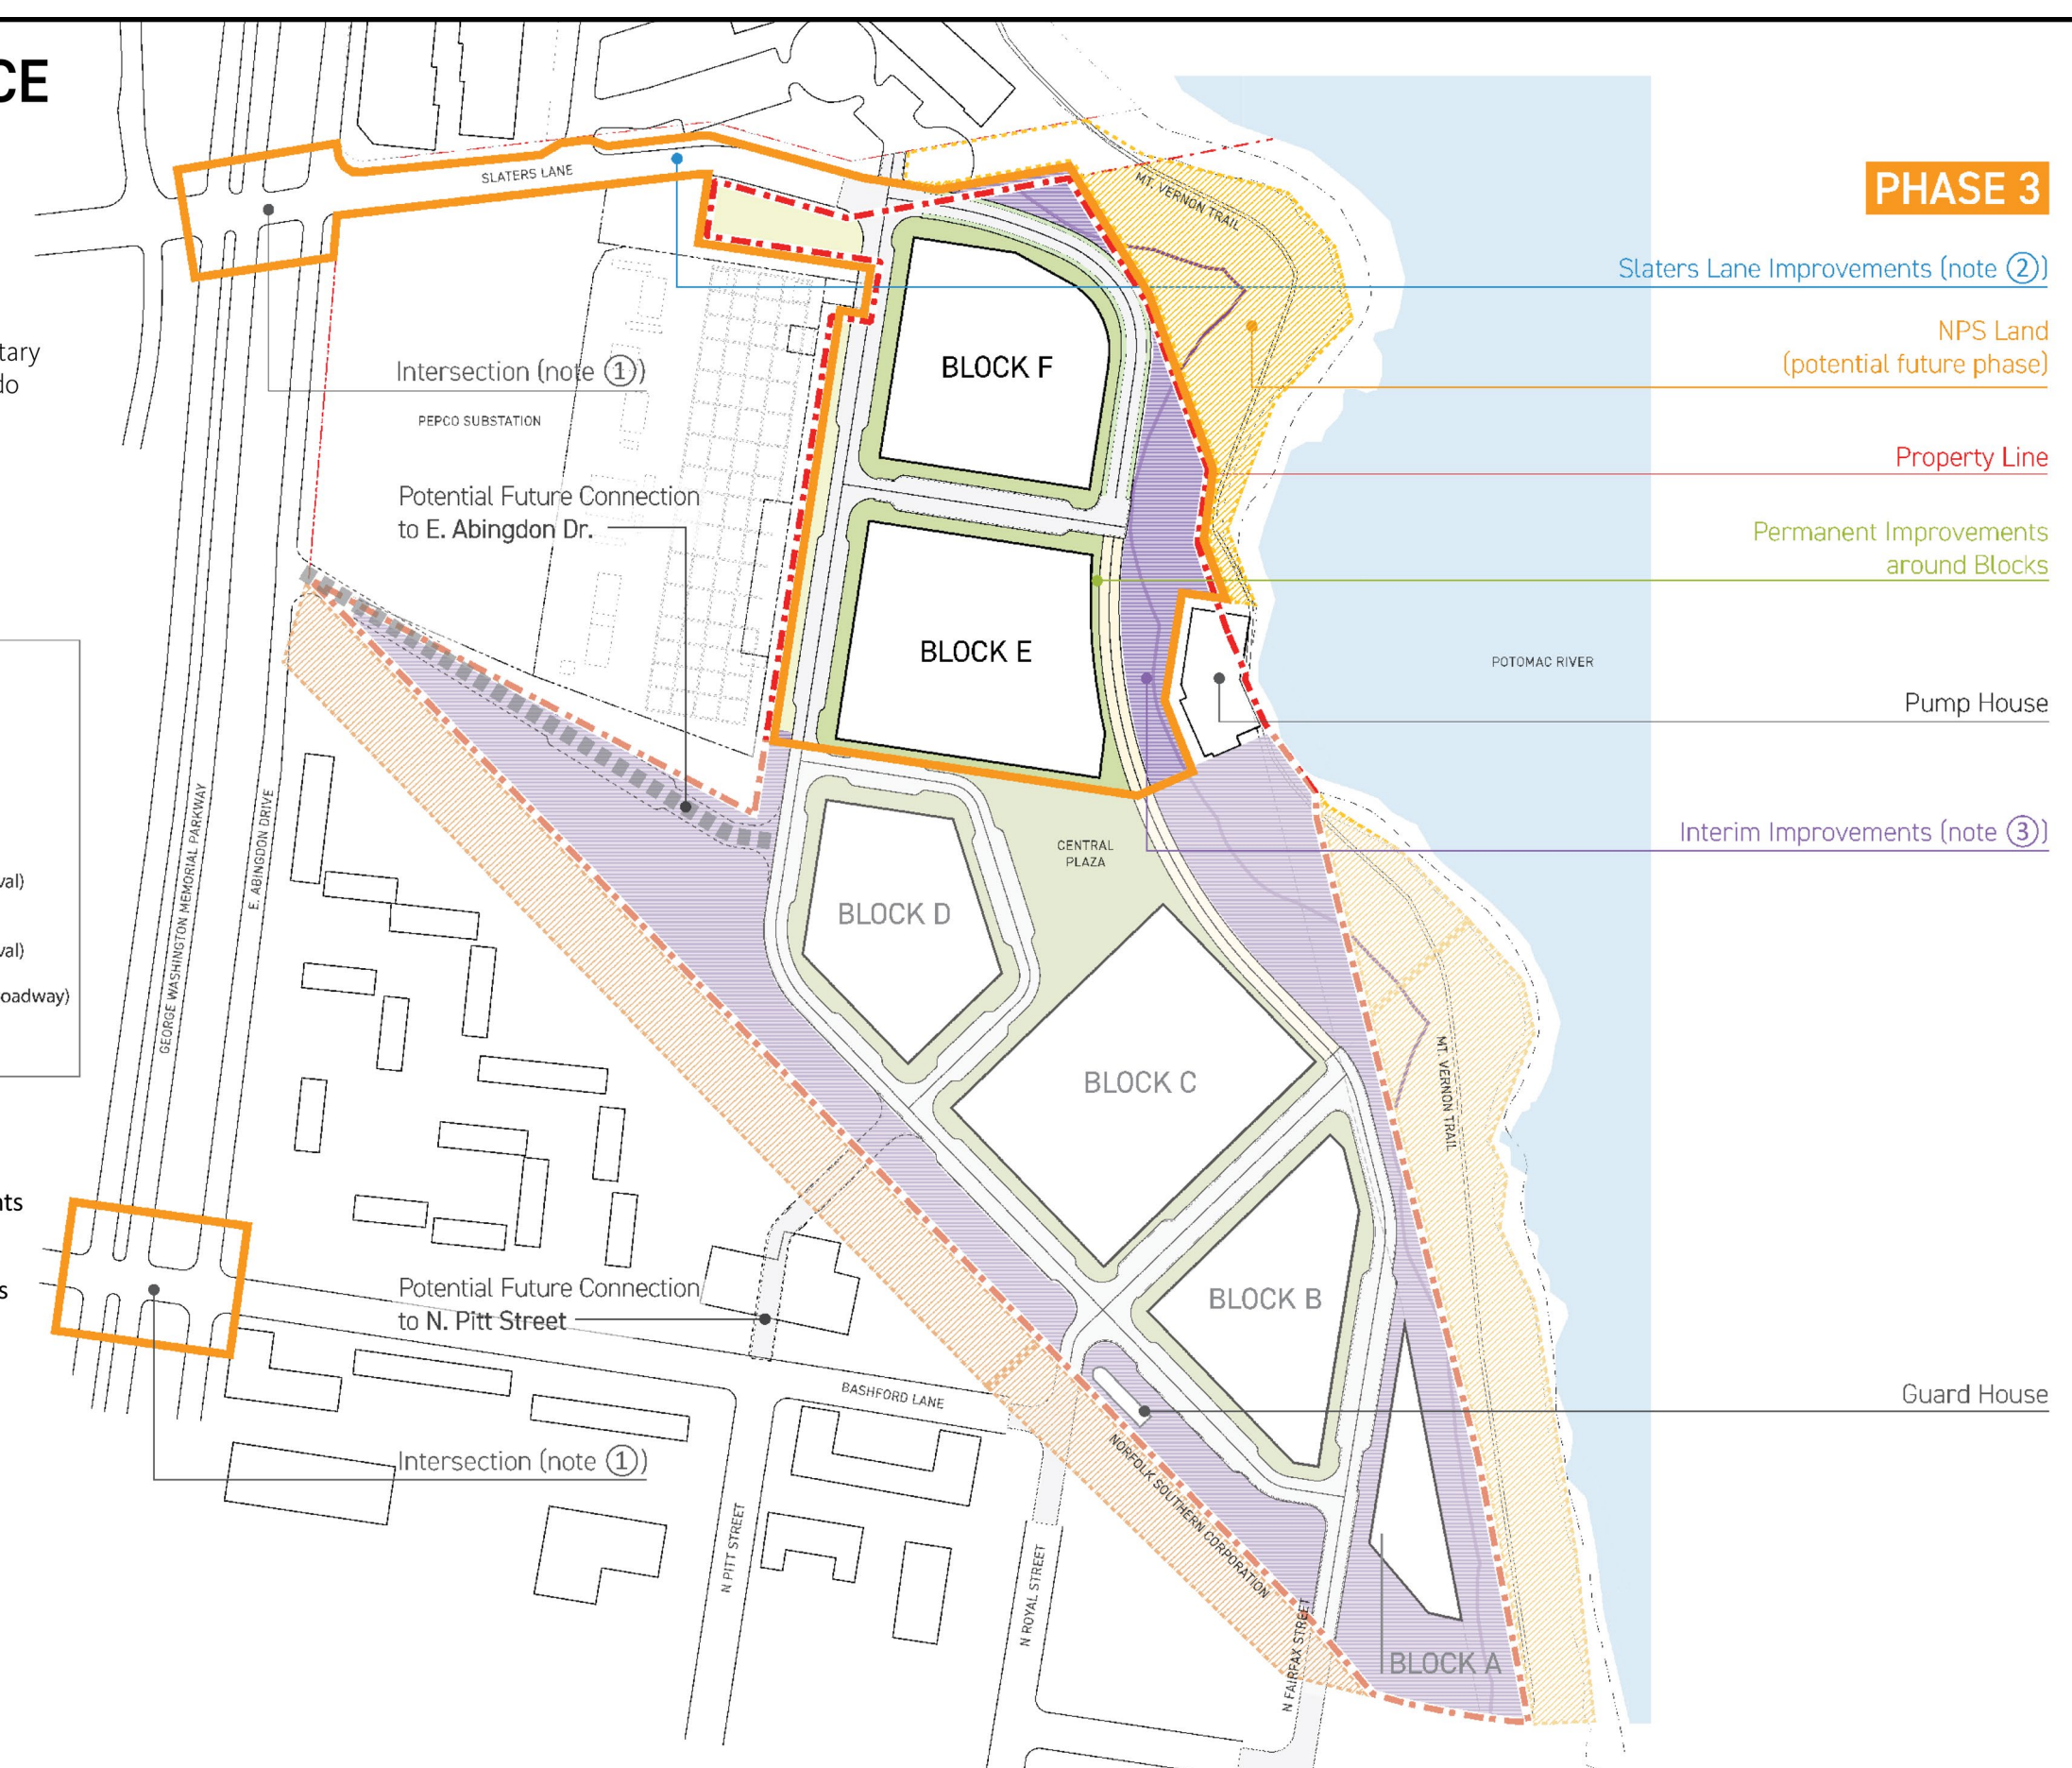 CE
PHASE 3
SLATERS LANE
MT. VERNON TRAIL
Slaters Lane Improvements (note ②)
NPS Land
(potential future phase)
tary
do
Intersection (note ①)
BLOCK F
PEPCO SUBSTATION
Property Line
Potential Future Connection
to E. Abingdon Dr.
Permanent Improvements
around Blocks
BLOCK E
POTOMAC RIVER
Pump House
Interim Improvements (note ③)
CENTRAL
PLAZA
GEORGE WASHINGTON MEMORIAL PARKWAY
E. ABINGDON DRIVE
val)
BLOCK D
val)
oadway)
BLOCK C
MT. VERNON TRAIL
nts
s
Potential Future Connection
to N. Pitt Street
BLOCK B
BASHFORD LANE
Guard House
Intersection (note ①)
NORFOLK SOUTHERN CORPORATION
N PITT STREET
N ROYAL STREET
N FAIRFAX STREET
BLOCK A